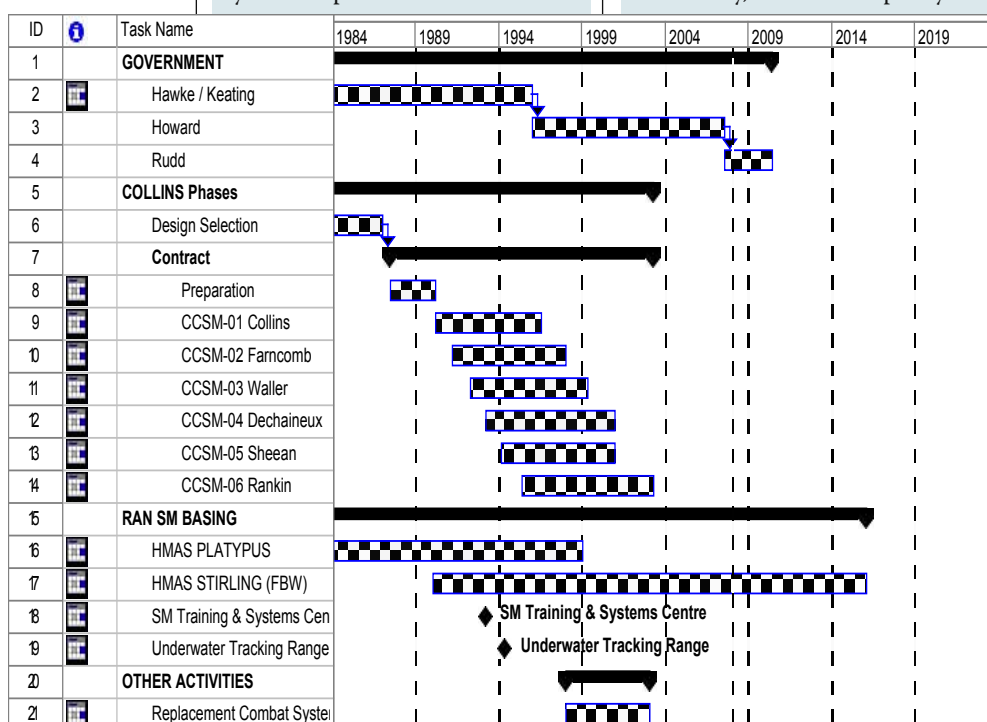 ID Task Name 1984 1989 1994 1999 2004 2009 2014 2019
1 GOVERNMENT
2 Hawke / Keating
3 Howard
4 Rudd
5 COLLINS Phases
6 Design Selection
7 Contract
8 Preparation
9 CCSM-01 Collins
10 CCSM-02 Farncomb
11 CCSM-03 Waller
12 CCSM-04 Dechaineux
13 CCSM-05 Sheean
14 CCSM-06 Rankin
15 RAN SM BASING
16 HMAS PLATYPUS
17 HMAS STIRLING (FBW)
18 SM Training & Systems Cen SM Training & Systems Centre
19 Underwater Tracking Range Underwater Tracking Range
20 OTHER ACTIVITIES
21 Replacement Combat Syste